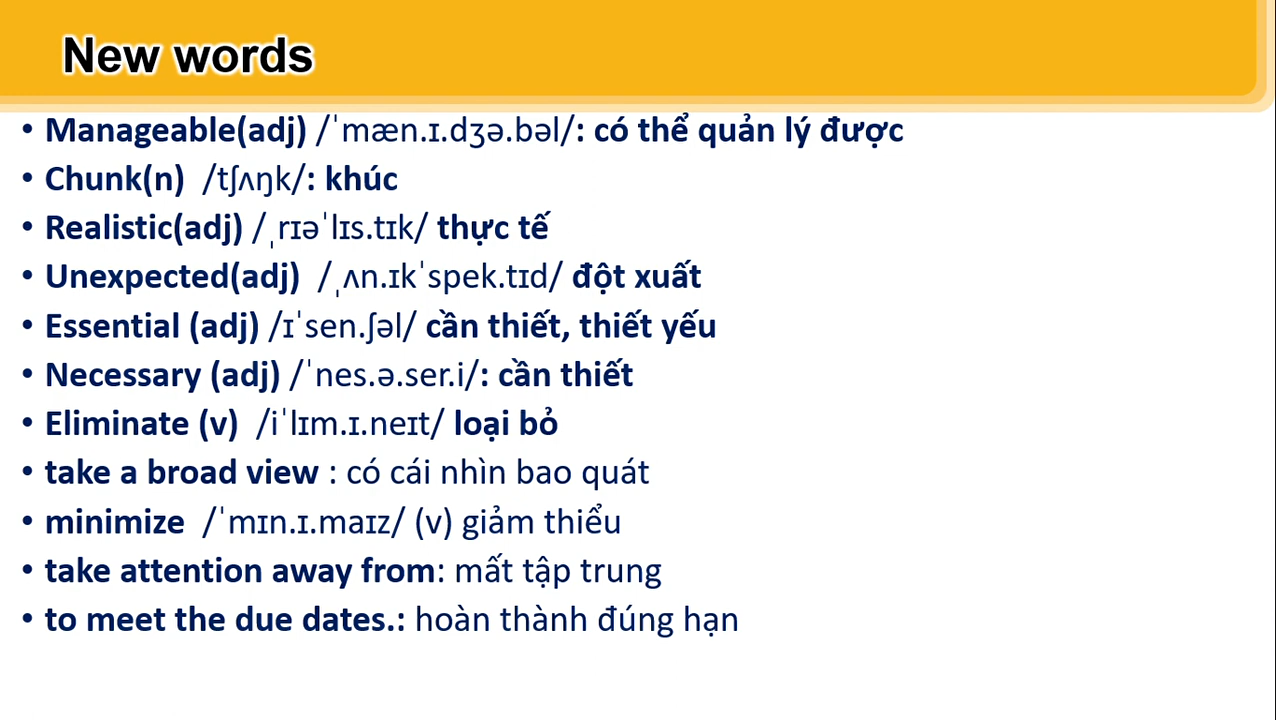 New words
• Manageable(adj) /ˈmæn.ɪ.dʒə.bəl/: có thể quản lý được
• Chunk(n) /tʃʌŋk/: khúc
• Realistic(adj) /ˌrɪəˈlɪs.tɪk/ thực tế
• Unexpected(adj) /ˌʌn.ɪkˈspek.tɪd/ đột xuất
• Essential (adj) /ɪˈsen.ʃəl/ cần thiết, thiết yếu
• Necessary (adj) /ˈnes.ə.ser.i/: cần thiết
• Eliminate (v) /iˈlɪm.ɪ.neɪt/ loại bỏ
• take a broad view : có cái nhìn bao quát
• minimize /ˈmɪn.ɪ.maɪz/ (v) giảm thiểu
• take attention away from: mất tập trung
• to meet the due dates.: hoàn thành đúng hạn